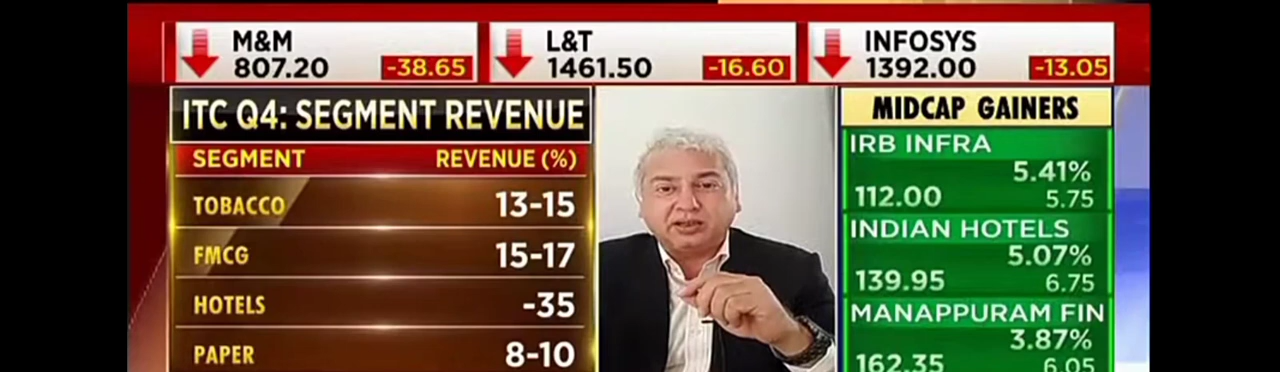 M&M
807.20 -38.65
L&T
1461.50 -16.60
INFOSYS
1392.00 -13.05
ITC Q4: SEGMENT REVENUE
SEGMENT REVENUE (%)
TOBACCO 13-15
FMCG 15-17
HOTELS -35
PAPER 8-10
MIDCAP GAINERS
IRB INFRA
5.41%
112.00 5.75
INDIAN HOTELS
5.07%
139.95 6.75
MANAPPURAM FIN
3.87%
162.35 6.05